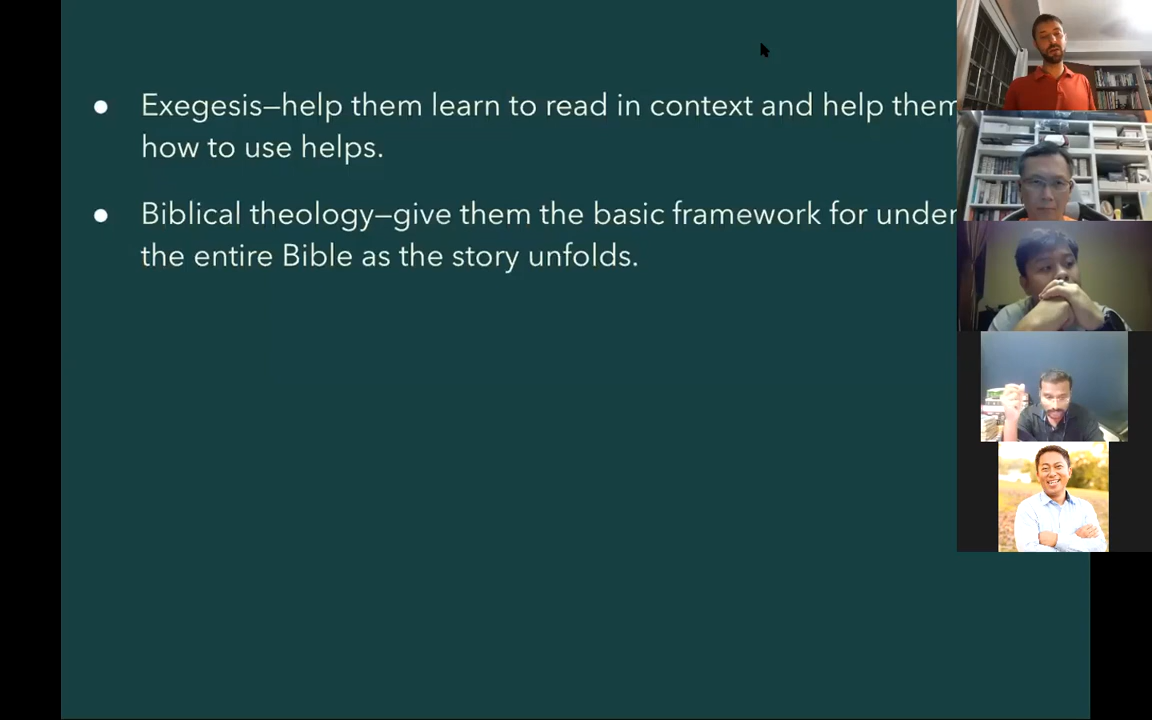 ● Exegesis—help them learn to read in context and help them
how to use helps.
● Biblical theology—give them the basic framework for under
the entire Bible as the story unfolds.